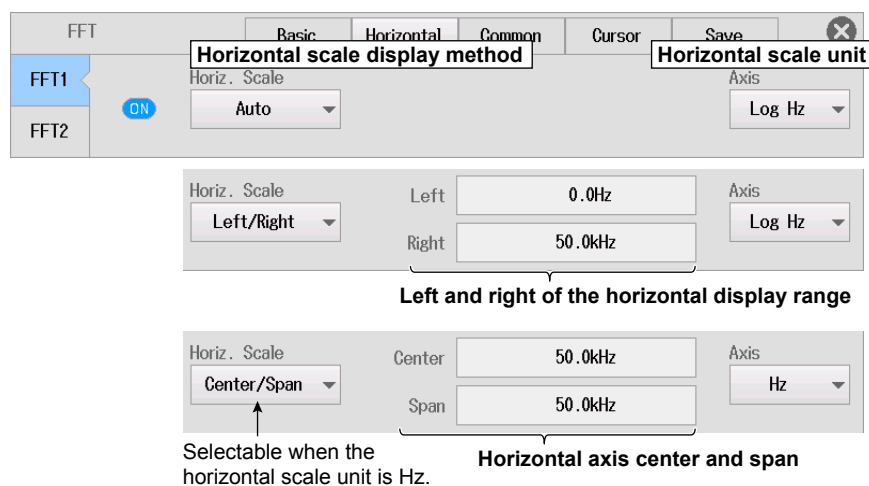 FFT Basic Horizontal Common Cursor Save
Horizontal scale display method Horizontal scale unit
FFT1 Horiz. Scale Axis
ON Auto Log Hz
FFT2
Horiz. Scale Left 0.0Hz Axis
Left/Right Log Hz
Right 50.0kHz
Left and right of the horizontal display range
Horiz. Scale Center 50.0kHz Axis
Center/Span Hz
Span 50.0kHz
Selectable when the
horizontal scale unit is Hz.
Horizontal axis center and span